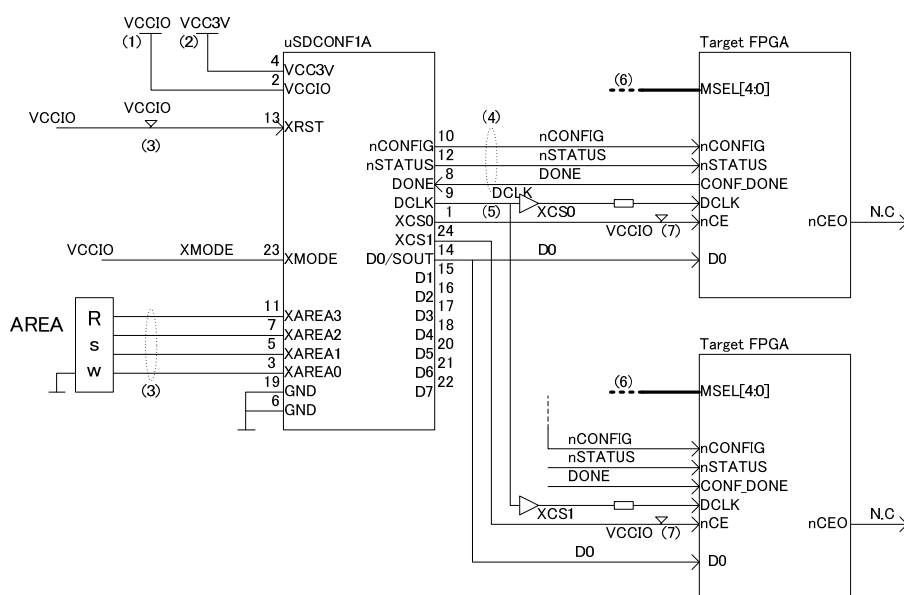 VCCIO VCC3V
(1) (2)
uSDCONF1A
4 VCC3V
2 VCCIO
VCCIO
VCCIO
(3)
13 XRST
VCCIO
XMODE
23 XMODE
AREA
R
s
w
(3)
11 XAREA3
7 XAREA2
5 XAREA1
3 XAREA0
19 GND
6 GND
nCONFIG 10
nSTATUS 12
DONE 8
DCLK 9
XCS0 1
XCS1 24
D0/SOUT 14
D1 15
D2 16
D3 17
D4 18
D5 20
D6 21
D7 22
(4)
nCONFIG
nSTATUS
DONE
DCLK
(5)
XCS0
VCCIO (7)
D0
Target FPGA
(6)
MSEL[4:0]
nCONFIG
nSTATUS
CONF_DONE
DCLK
nCE
D0
nCEO
N.C
Target FPGA
(6)
MSEL[4:0]
nCONFIG
nSTATUS
DONE
XCS1
VCCIO (7)
D0
nCONFIG
nSTATUS
CONF_DONE
DCLK
nCE
D0
nCEO
N.C